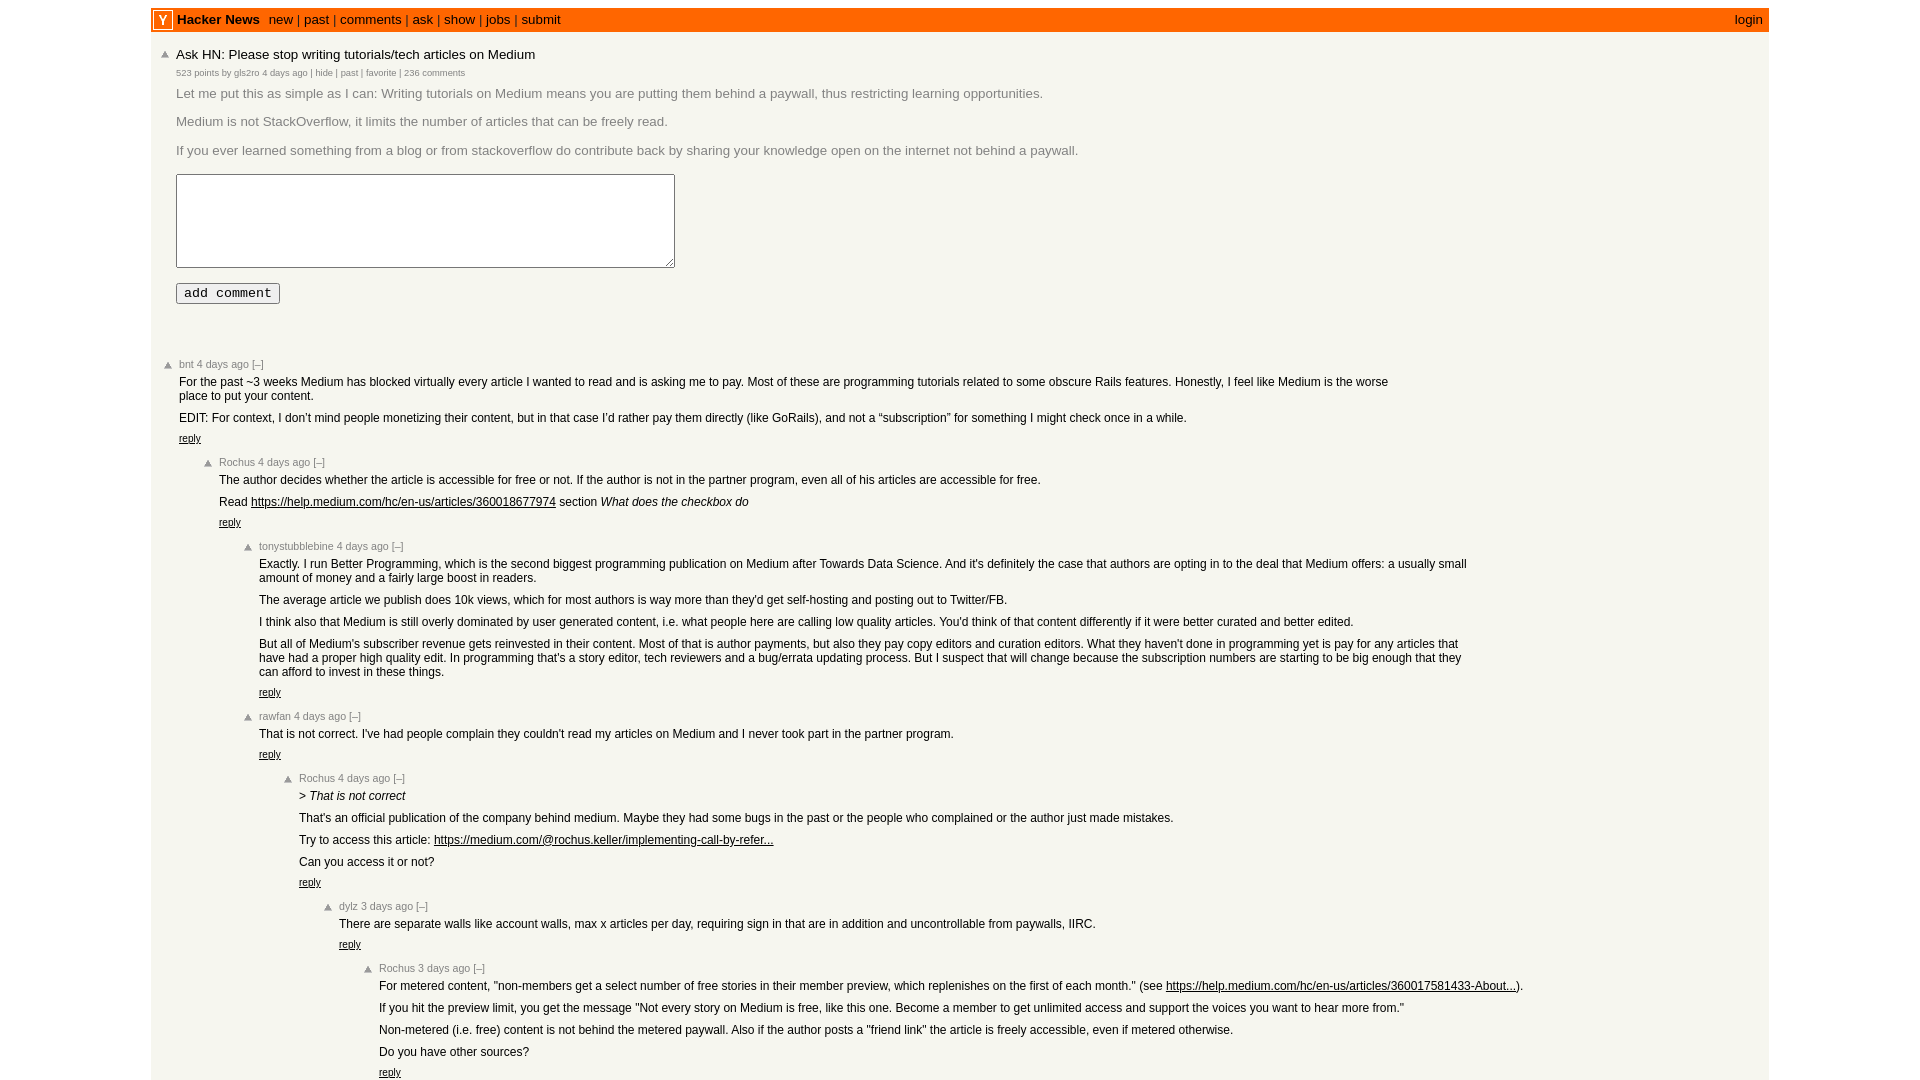 Y Hacker News new | past | comments | ask | show | jobs | submit login
Ask HN: Please stop writing tutorials/tech articles on Medium
523 points by gls2ro 4 days ago | hide | past | favorite | 236 comments
Let me put this as simple as I can: Writing tutorials on Medium means you are putting them behind a paywall, thus restricting learning opportunities.
Medium is not StackOverflow, it limits the number of articles that can be freely read.
If you ever learned something from a blog or from stackoverflow do contribute back by sharing your knowledge open on the internet not behind a paywall.
add comment
bnt 4 days ago [–]
For the past ~3 weeks Medium has blocked virtually every article I wanted to read and is asking me to pay. Most of these are programming tutorials related to some obscure Rails features. Honestly, I feel like Medium is the worse
place to put your content.
EDIT: For context, I don’t mind people monetizing their content, but in that case I’d rather pay them directly (like GoRails), and not a “subscription” for something I might check once in a while.
reply
Rochus 4 days ago [–]
The author decides whether the article is accessible for free or not. If the author is not in the partner program, even all of his articles are accessible for free.
Read https://help.medium.com/hc/en-us/articles/360018677974 section What does the checkbox do
reply
tonystubblebine 4 days ago [–]
Exactly. I run Better Programming, which is the second biggest programming publication on Medium after Towards Data Science. And it's definitely the case that authors are opting in to the deal that Medium offers: a usually small
amount of money and a fairly large boost in readers.
The average article we publish does 10k views, which for most authors is way more than they'd get self-hosting and posting out to Twitter/FB.
I think also that Medium is still overly dominated by user generated content, i.e. what people here are calling low quality articles. You'd think of that content differently if it were better curated and better edited.
But all of Medium's subscriber revenue gets reinvested in their content. Most of that is author payments, but also they pay copy editors and curation editors. What they haven't done in programming yet is pay for any articles that
have had a proper high quality edit. In programming that's a story editor, tech reviewers and a bug/errata updating process. But I suspect that will change because the subscription numbers are starting to be big enough that they
can afford to invest in these things.
reply
rawfan 4 days ago [–]
That is not correct. I've had people complain they couldn't read my articles on Medium and I never took part in the partner program.
reply
Rochus 4 days ago [–]
> That is not correct
That's an official publication of the company behind medium. Maybe they had some bugs in the past or the people who complained or the author just made mistakes.
Try to access this article: https://medium.com/@rochus.keller/implementing-call-by-refer...
Can you access it or not?
reply
dylz 3 days ago [–]
There are separate walls like account walls, max x articles per day, requiring sign in that are in addition and uncontrollable from paywalls, IIRC.
reply
Rochus 3 days ago [–]
For metered content, "non-members get a select number of free stories in their member preview, which replenishes on the first of each month." (see https://help.medium.com/hc/en-us/articles/360017581433-About...).
If you hit the preview limit, you get the message "Not every story on Medium is free, like this one. Become a member to get unlimited access and support the voices you want to hear more from."
Non-metered (i.e. free) content is not behind the metered paywall. Also if the author posts a "friend link" the article is freely accessible, even if metered otherwise.
Do you have other sources?
reply